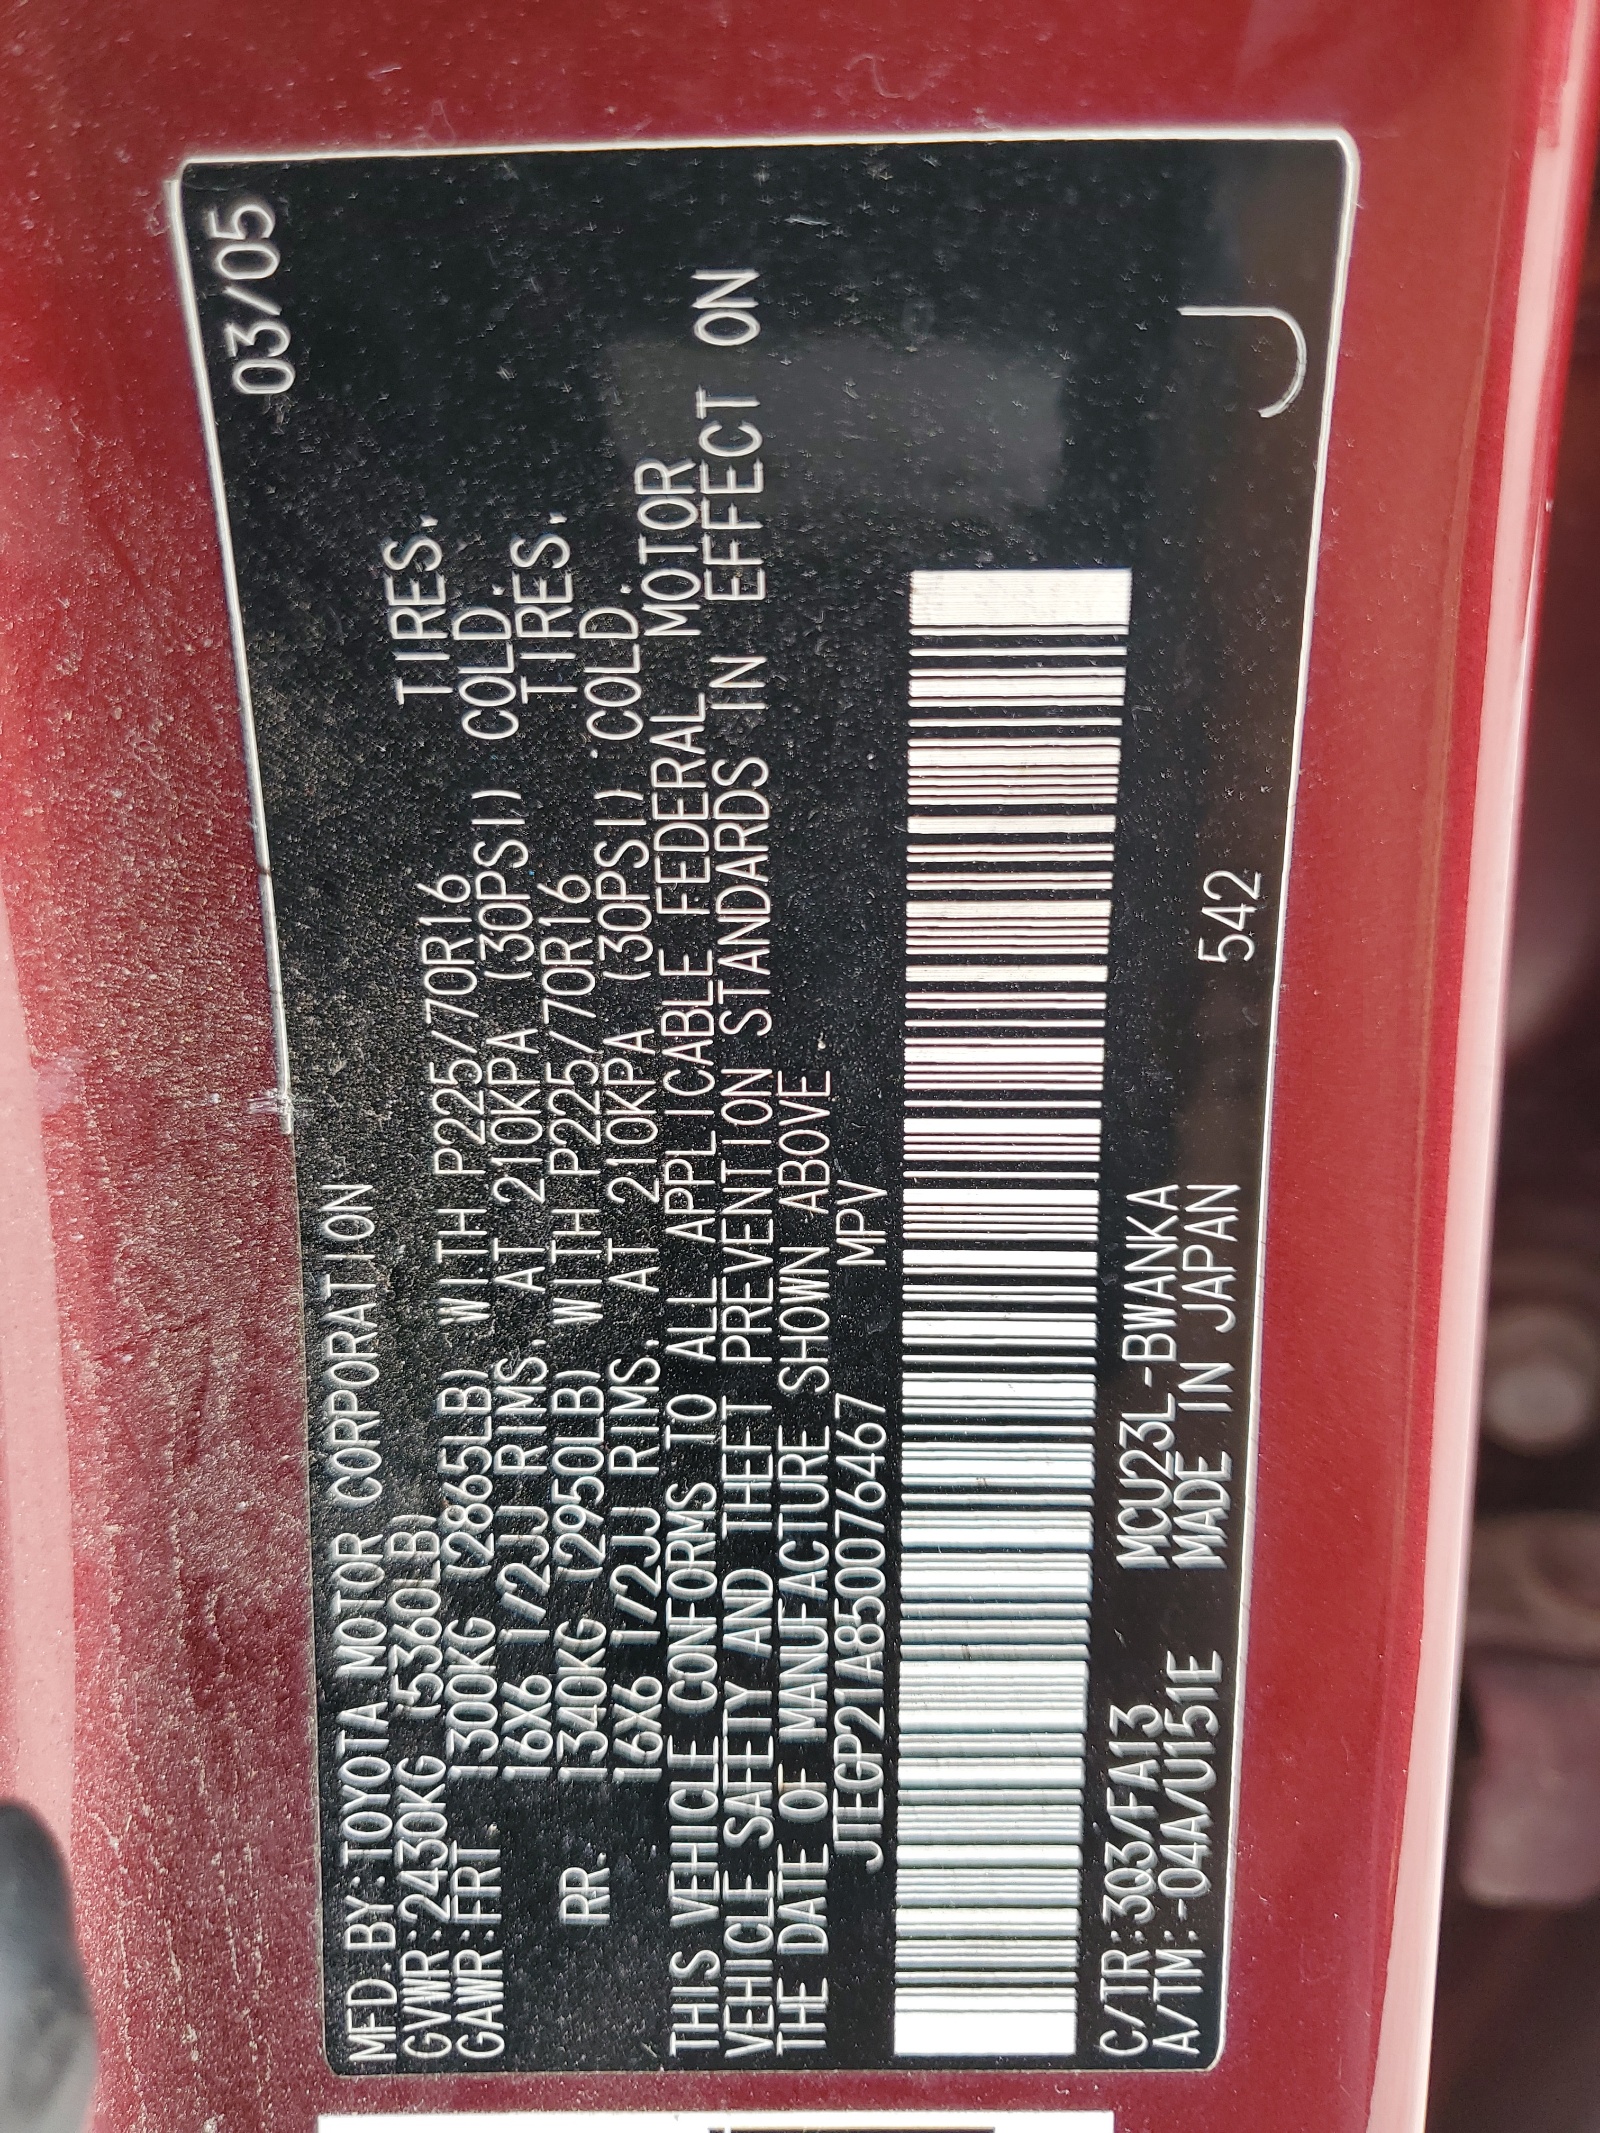 03/05
MFD.BY:TOYOTA MOTOR CORPORATION
GVWR:2430KG (5360LB)
GAWR:FRT 1300KG (2865LB) WITH P225/70R16 TIRES,
16X6 1/2JJ RIMS, AT 210KPA (30PSI) COLD.
RR 1340KG (2950LB) WITH P225/70R16 TIRES,
16X6 1/2JJ RIMS, AT 210KPA (30PSI) COLD.
THIS VEHICLE CONFORMS TO ALL APPLICABLE FEDERAL MOTOR
VEHICLE SAFETY AND THEFT PREVENTION STANDARDS IN EFFECT ON
THE DATE OF MANUFACTURE SHOWN ABOVE
JTEGP21A850076467 MPV
C/TR:3Q3/FA13 MCU23L-BWANKA
A/TM:-04A/U151E MADE IN JAPAN 542
J